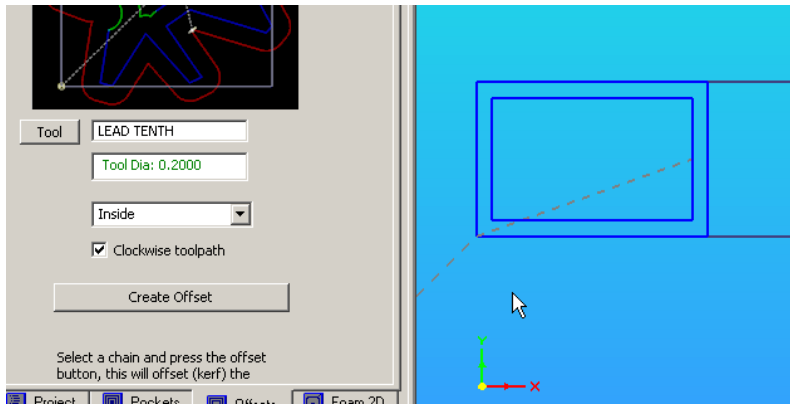 Tool
LEAD TENTH
Tool Dia: 0.2000
Inside
Clockwise toolpath
Create Offset
Select a chain and press the offset
button, this will offset (kerf) the
Project Pockets Offsets Foam 2D
Y
X